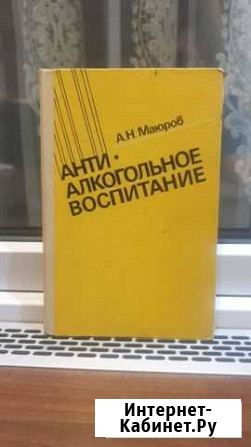 А.Н. Маюров
АНТИ •
АЛКОГОЛЬНОЕ
ВОСПИТАНИЕ
Интернет-
Кабинет.Ру